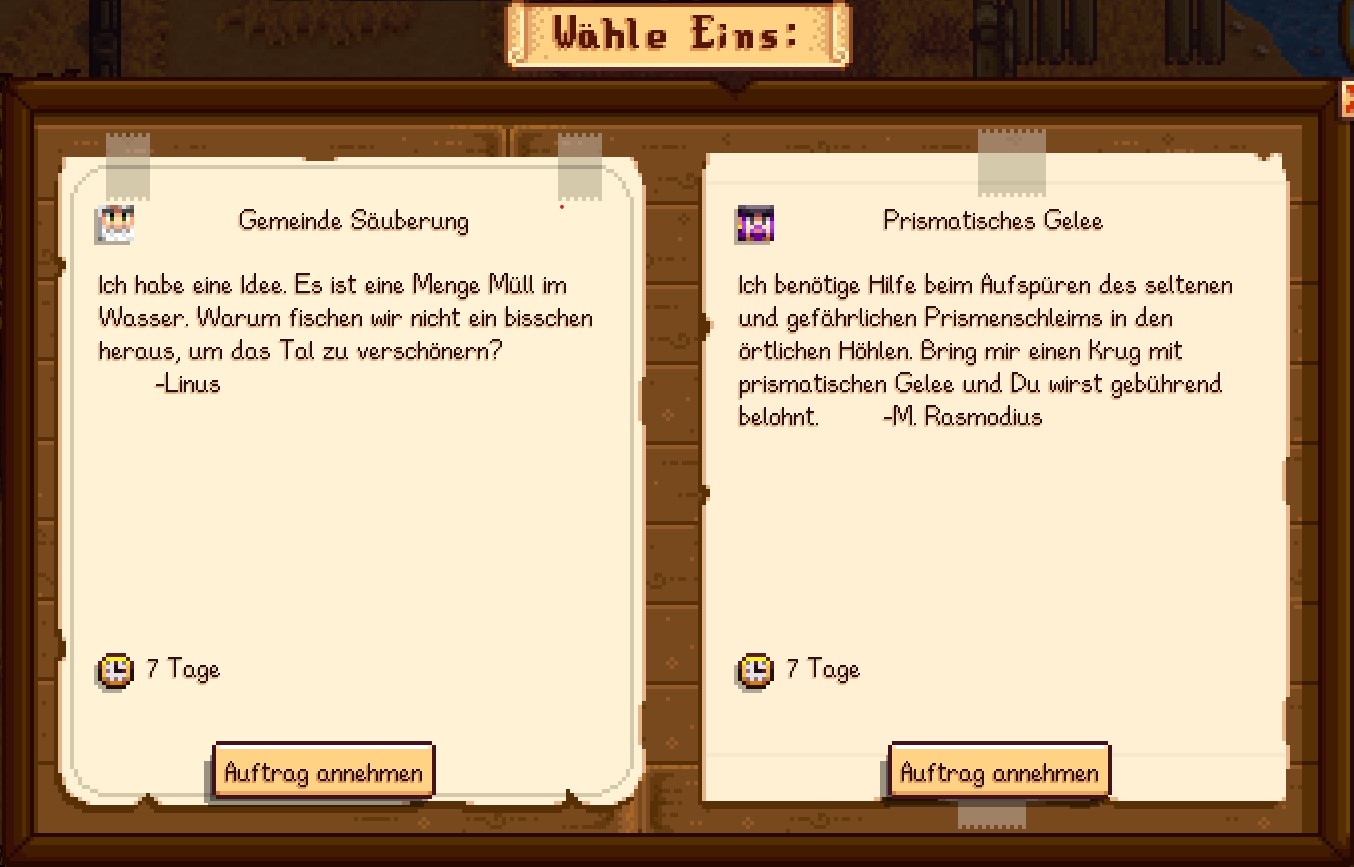 Wähle Eins:
Gemeinde Säuberung
Ich habe eine Idee. Es ist eine Menge Müll im
Wasser. Warum fischen wir nicht ein bisschen
heraus, um das Tal zu verschönern?
-Linus
7 Tage
Auftrag annehmen
Prismatisches Gelee
Ich benötige Hilfe beim Aufspüren des seltenen
und gefährlichen Prismenschleims in den
örtlichen Höhlen. Bring mir einen Krug mit
prismatischen Gelee und Du wirst gebührend
belohnt. -M. Rasmodius
7 Tage
Auftrag annehmen